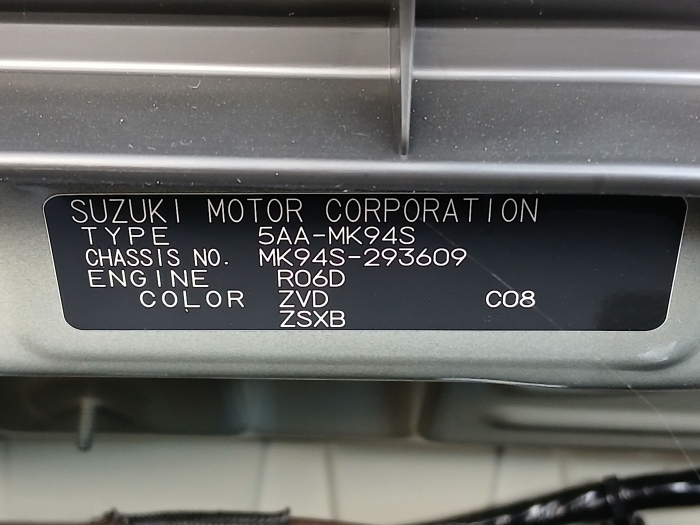 SUZUKI MOTOR CORPORATION
TYPE 5AA-MK94S
CHASSIS NO. MK94S-293609
ENGINE R06D
COLOR ZVD C08
ZSXB